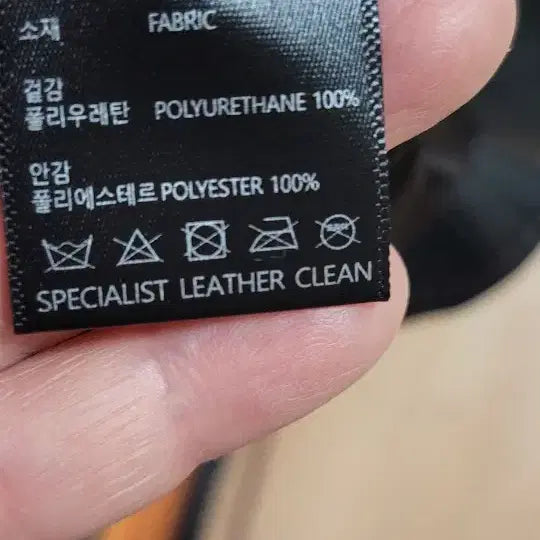 소재 FABRIC
겉감
폴리우레탄 POLYURETHANE 100%
안감
폴리에스테르 POLYESTER 100%
SPECIALIST LEATHER CLEAN